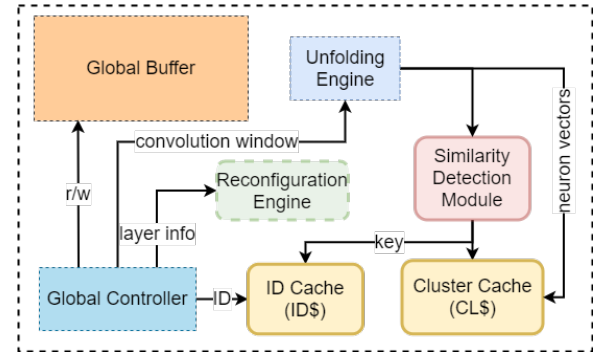 Global Buffer
Unfolding
Engine
convolution window
neuron vectors
Similarity
Detection
Module
Reconfiguration
Engine
r/w
layer info
key
Global Controller
ID
ID Cache
(ID$)
Cluster Cache
(CL$)